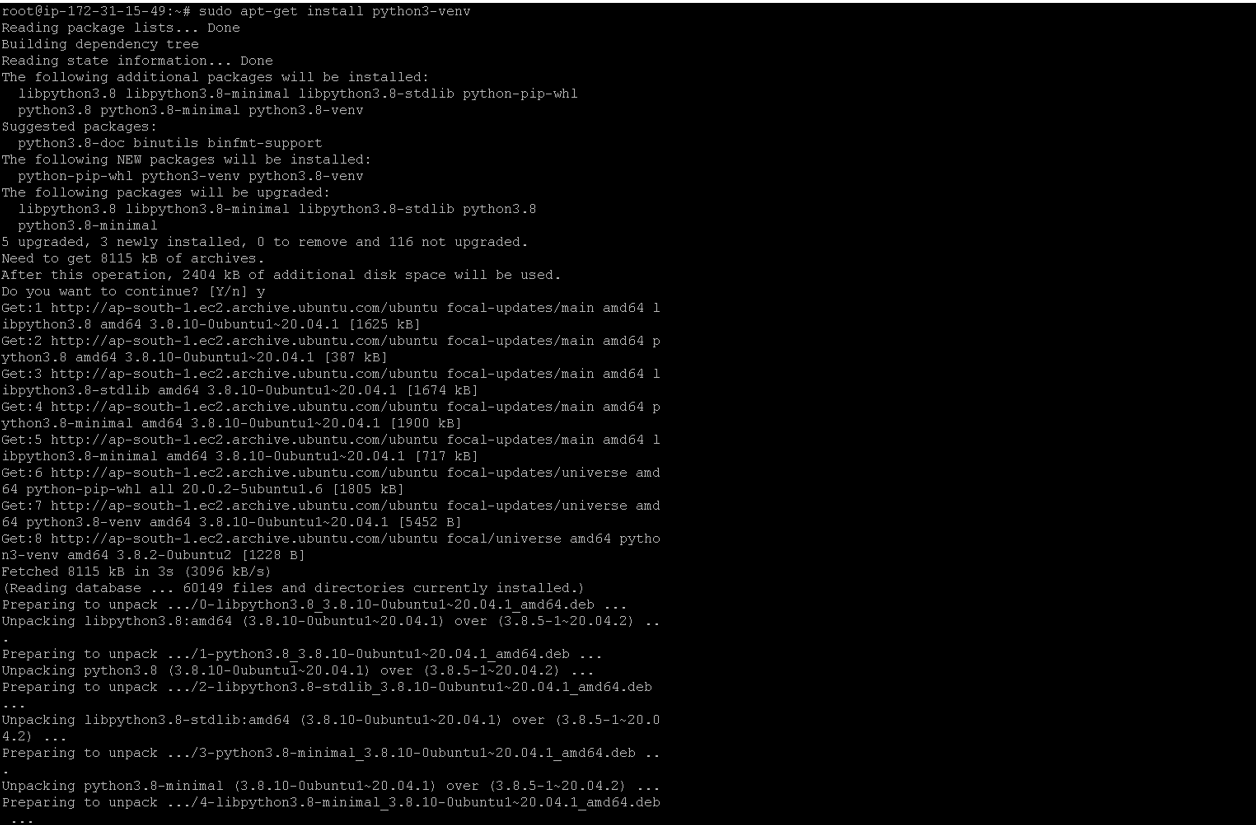 root@ip-172-31-15-49:~# sudo apt-get install python3-venv
Reading package lists... Done
Building dependency tree
Reading state information... Done
The following additional packages will be installed:
  libpython3.8 libpython3.8-minimal libpython3.8-stdlib python-pip-whl
  python3.8 python3.8-minimal python3.8-venv
Suggested packages:
  python3.8-doc binutils binfmt-support
The following NEW packages will be installed:
  python-pip-whl python3-venv python3.8-venv
The following packages will be upgraded:
  libpython3.8 libpython3.8-minimal libpython3.8-stdlib python3.8
  python3.8-minimal
5 upgraded, 3 newly installed, 0 to remove and 116 not upgraded.
Need to get 8115 kB of archives.
After this operation, 2404 kB of additional disk space will be used.
Do you want to continue? [Y/n] y
Get:1 http://ap-south-1.ec2.archive.ubuntu.com/ubuntu focal-updates/main amd64 l
ibpython3.8 amd64 3.8.10-0ubuntu1~20.04.1 [1625 kB]
Get:2 http://ap-south-1.ec2.archive.ubuntu.com/ubuntu focal-updates/main amd64 p
ython3.8 amd64 3.8.10-0ubuntu1~20.04.1 [387 kB]
Get:3 http://ap-south-1.ec2.archive.ubuntu.com/ubuntu focal-updates/main amd64 l
ibpython3.8-stdlib amd64 3.8.10-0ubuntu1~20.04.1 [1674 kB]
Get:4 http://ap-south-1.ec2.archive.ubuntu.com/ubuntu focal-updates/main amd64 p
ython3.8-minimal amd64 3.8.10-0ubuntu1~20.04.1 [1900 kB]
Get:5 http://ap-south-1.ec2.archive.ubuntu.com/ubuntu focal-updates/main amd64 l
ibpython3.8-minimal amd64 3.8.10-0ubuntu1~20.04.1 [717 kB]
Get:6 http://ap-south-1.ec2.archive.ubuntu.com/ubuntu focal-updates/universe amd
64 python-pip-whl all 20.0.2-5ubuntu1.6 [1805 kB]
Get:7 http://ap-south-1.ec2.archive.ubuntu.com/ubuntu focal-updates/universe amd
64 python3.8-venv amd64 3.8.10-0ubuntu1~20.04.1 [5452 B]
Get:8 http://ap-south-1.ec2.archive.ubuntu.com/ubuntu focal/universe amd64 pytho
n3-venv amd64 3.8.2-0ubuntu2 [1228 B]
Fetched 8115 kB in 3s (3096 kB/s)
(Reading database ... 60149 files and directories currently installed.)
Preparing to unpack .../0-libpython3.8_3.8.10-0ubuntu1~20.04.1_amd64.deb ...
Unpacking libpython3.8:amd64 (3.8.10-0ubuntu1~20.04.1) over (3.8.5-1~20.04.2) ..
.
Preparing to unpack .../1-python3.8_3.8.10-0ubuntu1~20.04.1_amd64.deb ...
Unpacking python3.8 (3.8.10-0ubuntu1~20.04.1) over (3.8.5-1~20.04.2) ...
Preparing to unpack .../2-libpython3.8-stdlib_3.8.10-0ubuntu1~20.04.1_amd64.deb
...
Unpacking libpython3.8-stdlib:amd64 (3.8.10-0ubuntu1~20.04.1) over (3.8.5-1~20.0
4.2) ...
Preparing to unpack .../3-python3.8-minimal_3.8.10-0ubuntu1~20.04.1_amd64.deb ..
.
Unpacking python3.8-minimal (3.8.10-0ubuntu1~20.04.1) over (3.8.5-1~20.04.2) ...
Preparing to unpack .../4-libpython3.8-minimal_3.8.10-0ubuntu1~20.04.1_amd64.deb
 ...